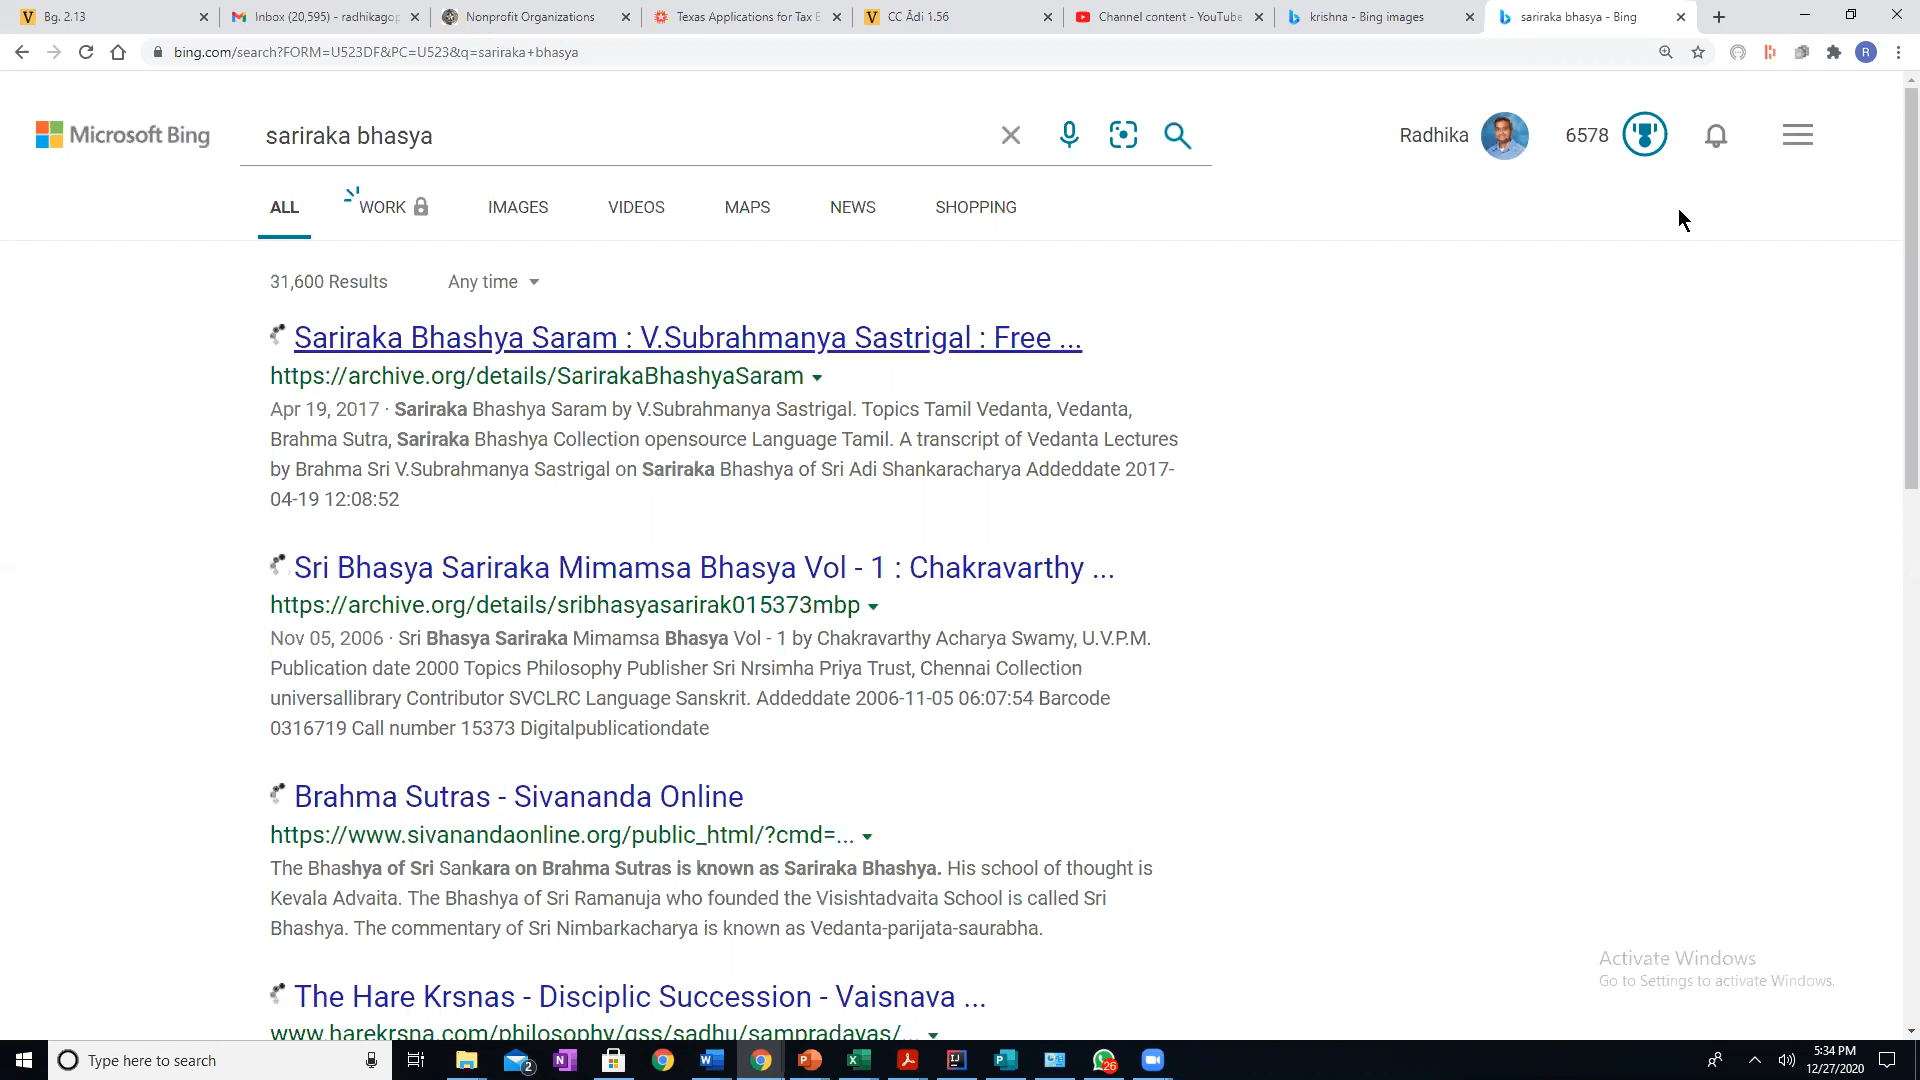 Bg. 2.13
Inbox (20,595) - radhikagop
Nonprofit Organizations
Texas Applications for Tax E
CC Ādi 1.56
Channel content - YouTube
krishna - Bing images
sariraka bhasya - Bing
bing.com/search?FORM=U523DF&PC=U523&q=sariraka+bhasya
R
Microsoft Bing
sariraka bhasya
Radhika
6578
ALL
WORK
IMAGES
VIDEOS
MAPS
NEWS
SHOPPING
31,600 Results
Any time
Sariraka Bhashya Saram : V.Subrahmanya Sastrigal : Free ...
https://archive.org/details/SarirakaBhashyaSaram
Apr 19, 2017 · Sariraka Bhashya Saram by V.Subrahmanya Sastrigal. Topics Tamil Vedanta, Vedanta,
Brahma Sutra, Sariraka Bhashya Collection opensource Language Tamil. A transcript of Vedanta Lectures
by Brahma Sri V.Subrahmanya Sastrigal on Sariraka Bhashya of Sri Adi Shankaracharya Addeddate 2017-
04-19 12:08:52
Sri Bhasya Sariraka Mimamsa Bhasya Vol - 1 : Chakravarthy ...
https://archive.org/details/sribhasyasarirak015373mbp
Nov 05, 2006 · Sri Bhasya Sariraka Mimamsa Bhasya Vol - 1 by Chakravarthy Acharya Swamy, U.V.P.M.
Publication date 2000 Topics Philosophy Publisher Sri Nrsimha Priya Trust, Chennai Collection
universallibrary Contributor SVCLRC Language Sanskrit. Addeddate 2006-11-05 06:07:54 Barcode
0316719 Call number 15373 Digitalpublicationdate
Brahma Sutras - Sivananda Online
https://www.sivanandaonline.org/public_html/?cmd=...
The Bhashya of Sri Sankara on Brahma Sutras is known as Sariraka Bhashya. His school of thought is
Kevala Advaita. The Bhashya of Sri Ramanuja who founded the Visishtadvaita School is called Sri
Bhashya. The commentary of Sri Nimbarkacharya is known as Vedanta-parijata-saurabha.
The Hare Krsnas - Disciplic Succession - Vaisnava ...
www.harekrsna.com/philosophy/gss/sadhu/sampradayas/...
Activate Windows
Go to Settings to activate Windows.
Type here to search
2
26
5:34 PM
12/27/2020